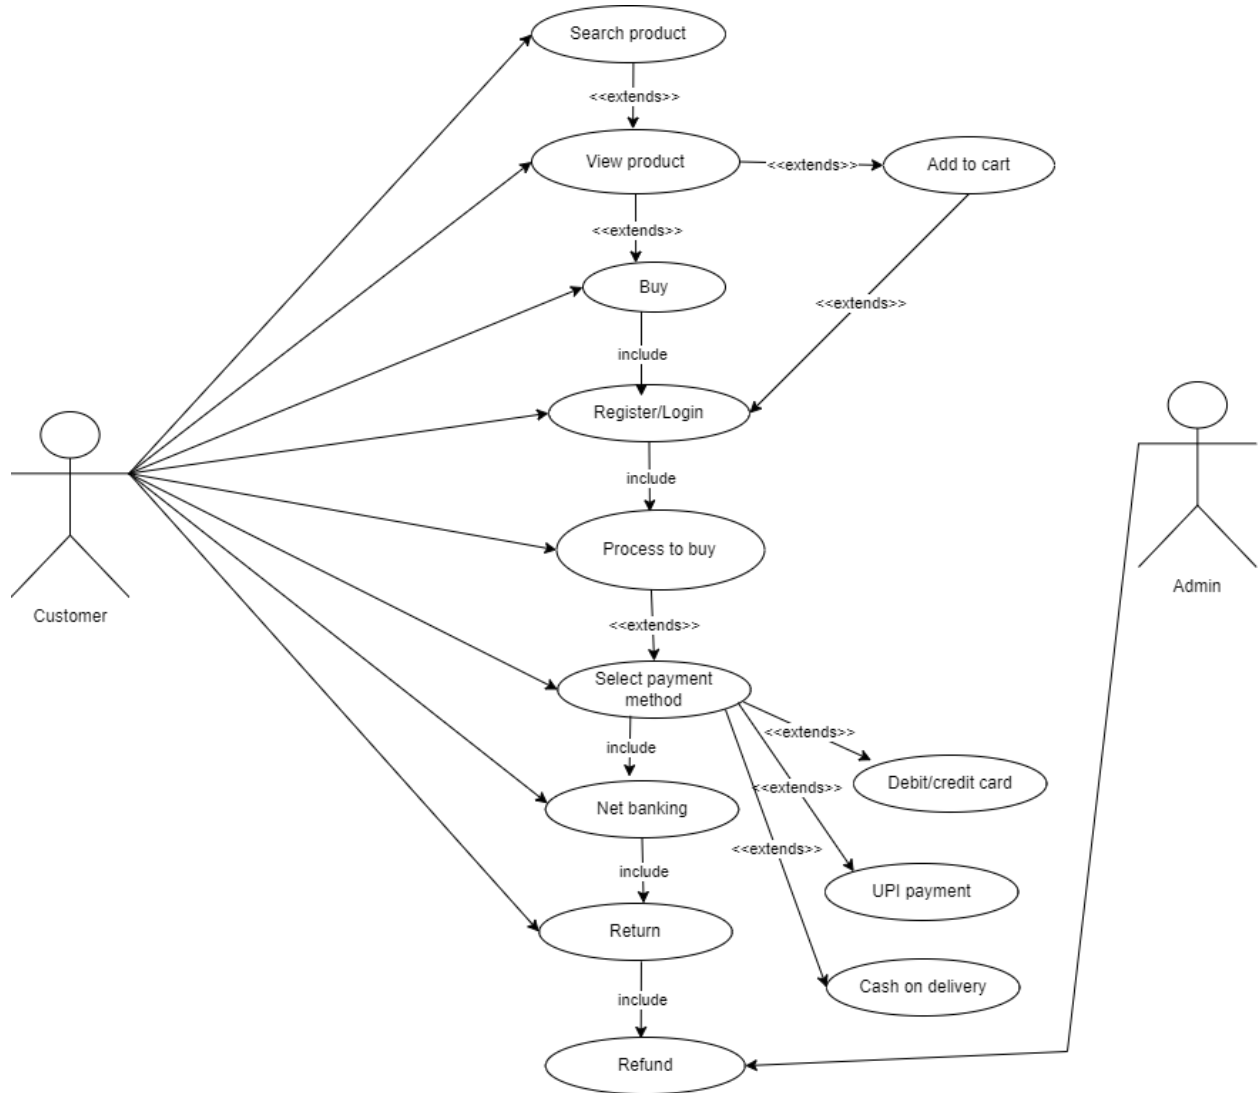 Search product
<<extends>>
View product
<<extends>>
Add to cart
<<extends>>
Buy
<<extends>>
include
Register/Login
include
Process to buy
Customer
Admin
<<extends>>
Select payment
method
<<extends>>
include
Debit/credit card
<<extends>>
Net banking
<<extends>>
include
UPI payment
Return
Cash on delivery
include
Refund